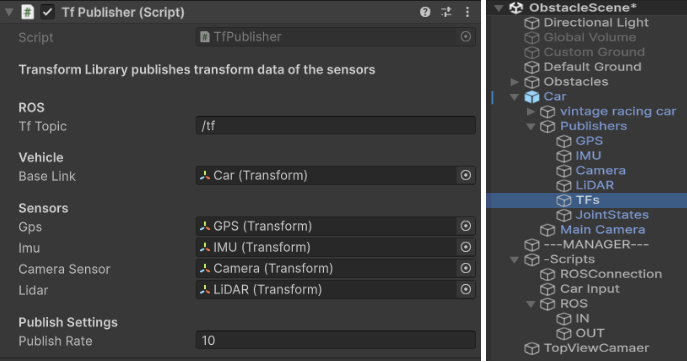 Tf Publisher (Script)
Script
TfPublisher
Transform Library publishes transform data of the sensors
ROS
Tf Topic
/tf
Vehicle
Base Link
Car (Transform)
Sensors
Gps
GPS (Transform)
Imu
IMU (Transform)
Camera Sensor
Camera (Transform)
Lidar
LiDAR (Transform)
Publish Settings
Publish Rate
10
ObstacleScene*
Directional Light
Global Volume
Custom Ground
Default Ground
Obstacles
Car
vintage racing car
Publishers
GPS
IMU
Camera
LiDAR
TFs
JointStates
Main Camera
---MANAGER---
-Scripts
ROSConnection
Car Input
ROS
IN
OUT
TopViewCamaer